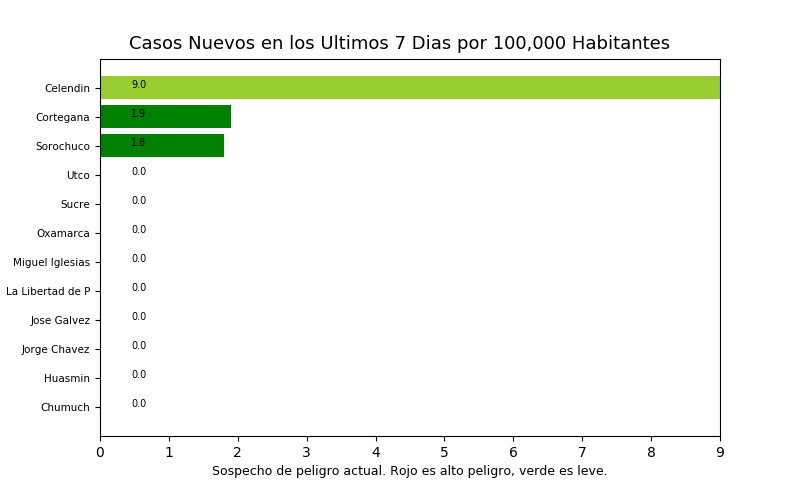 Casos Nuevos en los Ultimos 7 Dias por 100,000 Habitantes
Celendin 9.0
Cortegana 1.9
Sorochuco 1.8
Utco 0.0
Sucre 0.0
Oxamarca 0.0
Miguel Iglesias 0.0
La Libertad de P 0.0
Jose Galvez 0.0
Jorge Chavez 0.0
Huasmin 0.0
Chumuch 0.0
0 1 2 3 4 5 6 7 8 9
Sospecho de peligro actual. Rojo es alto peligro, verde es leve.